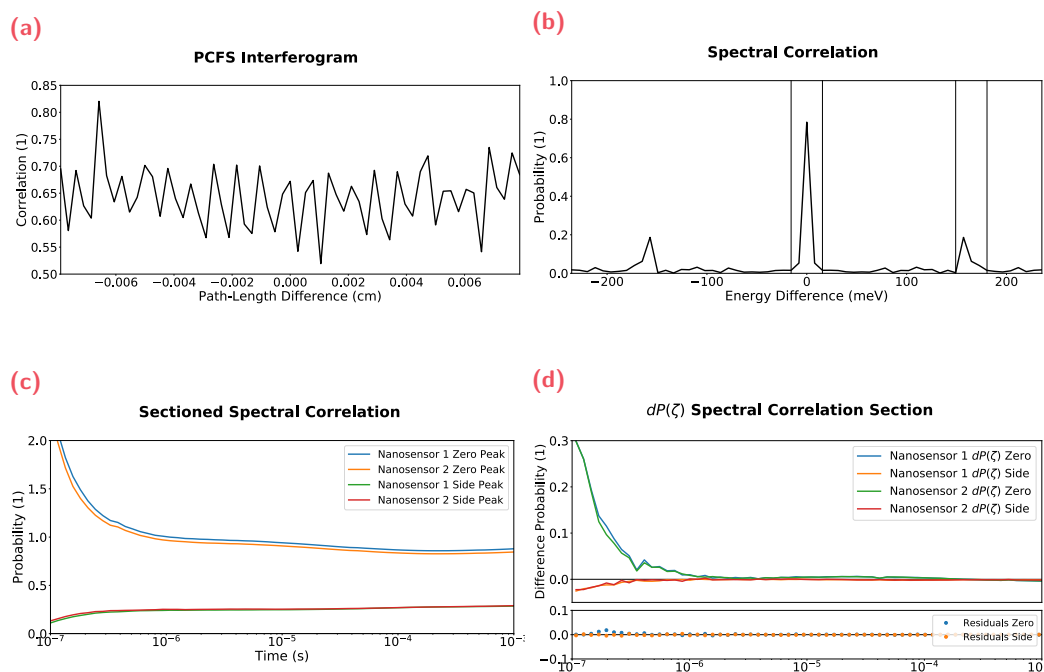 (a)
PCFS Interferogram
Correlation (1)
0.85
0.80
0.75
0.70
0.65
0.60
0.55
0.50
−0.006 −0.004 −0.002 0.000 0.002 0.004 0.006
Path-Length Difference (cm)
(b)
Spectral Correlation
Probability (1)
1.0
0.8
0.6
0.4
0.2
0.0
−200 −100 0 100 200
Energy Difference (meV)
(c)
Sectioned Spectral Correlation
Probability (1)
2.0
1.5
1.0
0.5
0.0
Nanosensor 1 Zero Peak
Nanosensor 2 Zero Peak
Nanosensor 1 Side Peak
Nanosensor 2 Side Peak
10⁻⁷ 10⁻⁶ 10⁻⁵ 10⁻⁴
Time (s)
(d)
dP(ζ) Spectral Correlation Section
Difference Probability (1)
0.3
0.2
0.1
0.0
Nanosensor 1 dP(ζ) Zero
Nanosensor 1 dP(ζ) Side
Nanosensor 2 dP(ζ) Zero
Nanosensor 2 dP(ζ) Side
0.1
0.0
−0.1
Residuals Zero
Residuals Side
10⁻⁷ 10⁻⁶ 10⁻⁵ 10⁻⁴